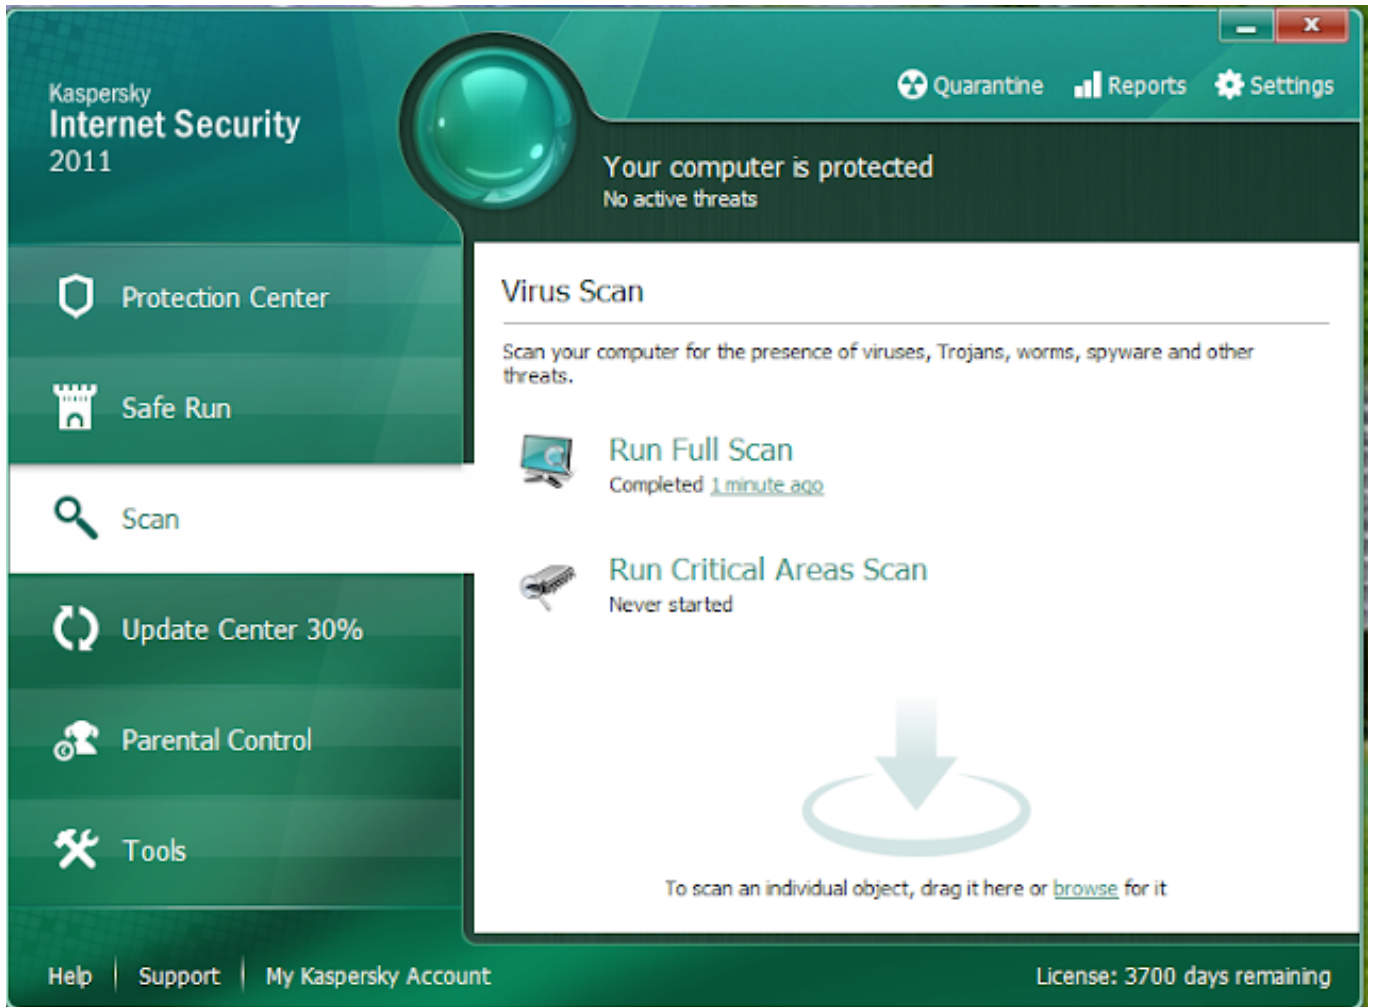 Kaspersky
Internet Security
2011
Quarantine
Reports
Settings
Your computer is protected
No active threats
Protection Center
Safe Run
Scan
Update Center 30%
Parental Control
Tools
Virus Scan
Scan your computer for the presence of viruses, Trojans, worms, spyware and other
threats.
Run Full Scan
Completed 1 minute ago
Run Critical Areas Scan
Never started
To scan an individual object, drag it here or browse for it
Help
Support
My Kaspersky Account
License: 3700 days remaining